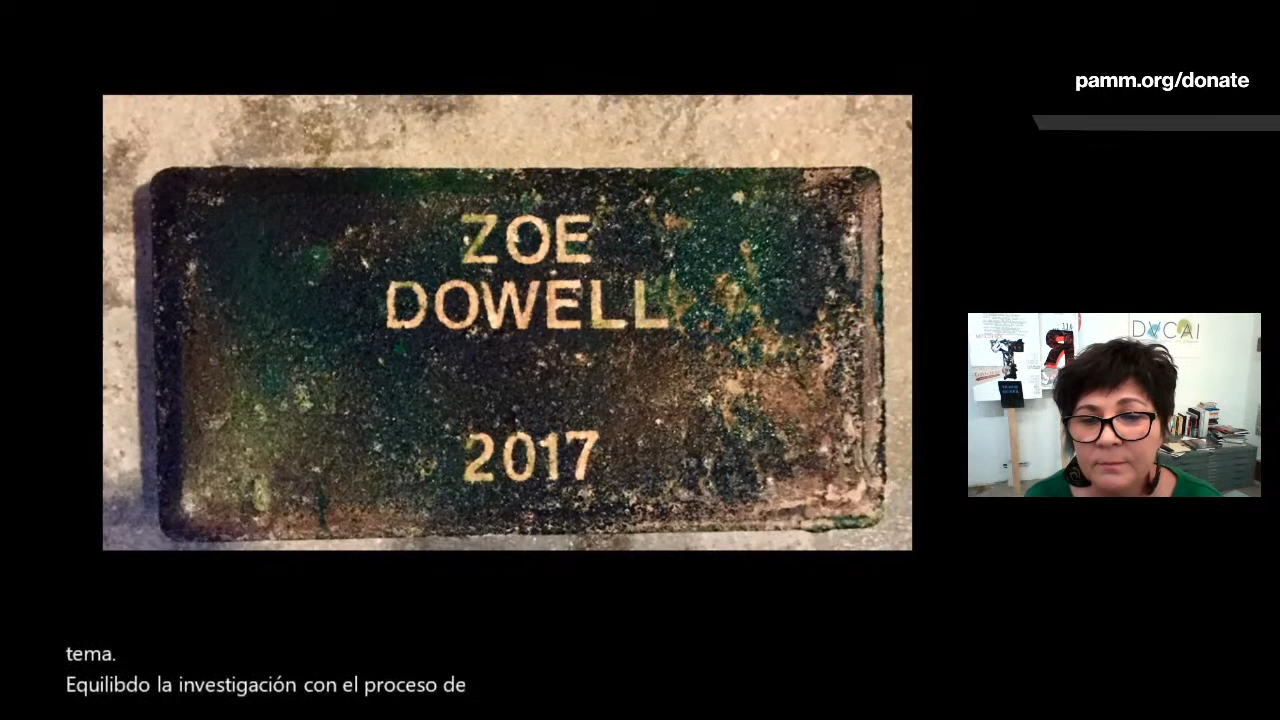 pamm.org/donate
ZOE
DOWELL
2017
DVCAI
tema.
Equilibdo la investigación con el proceso de